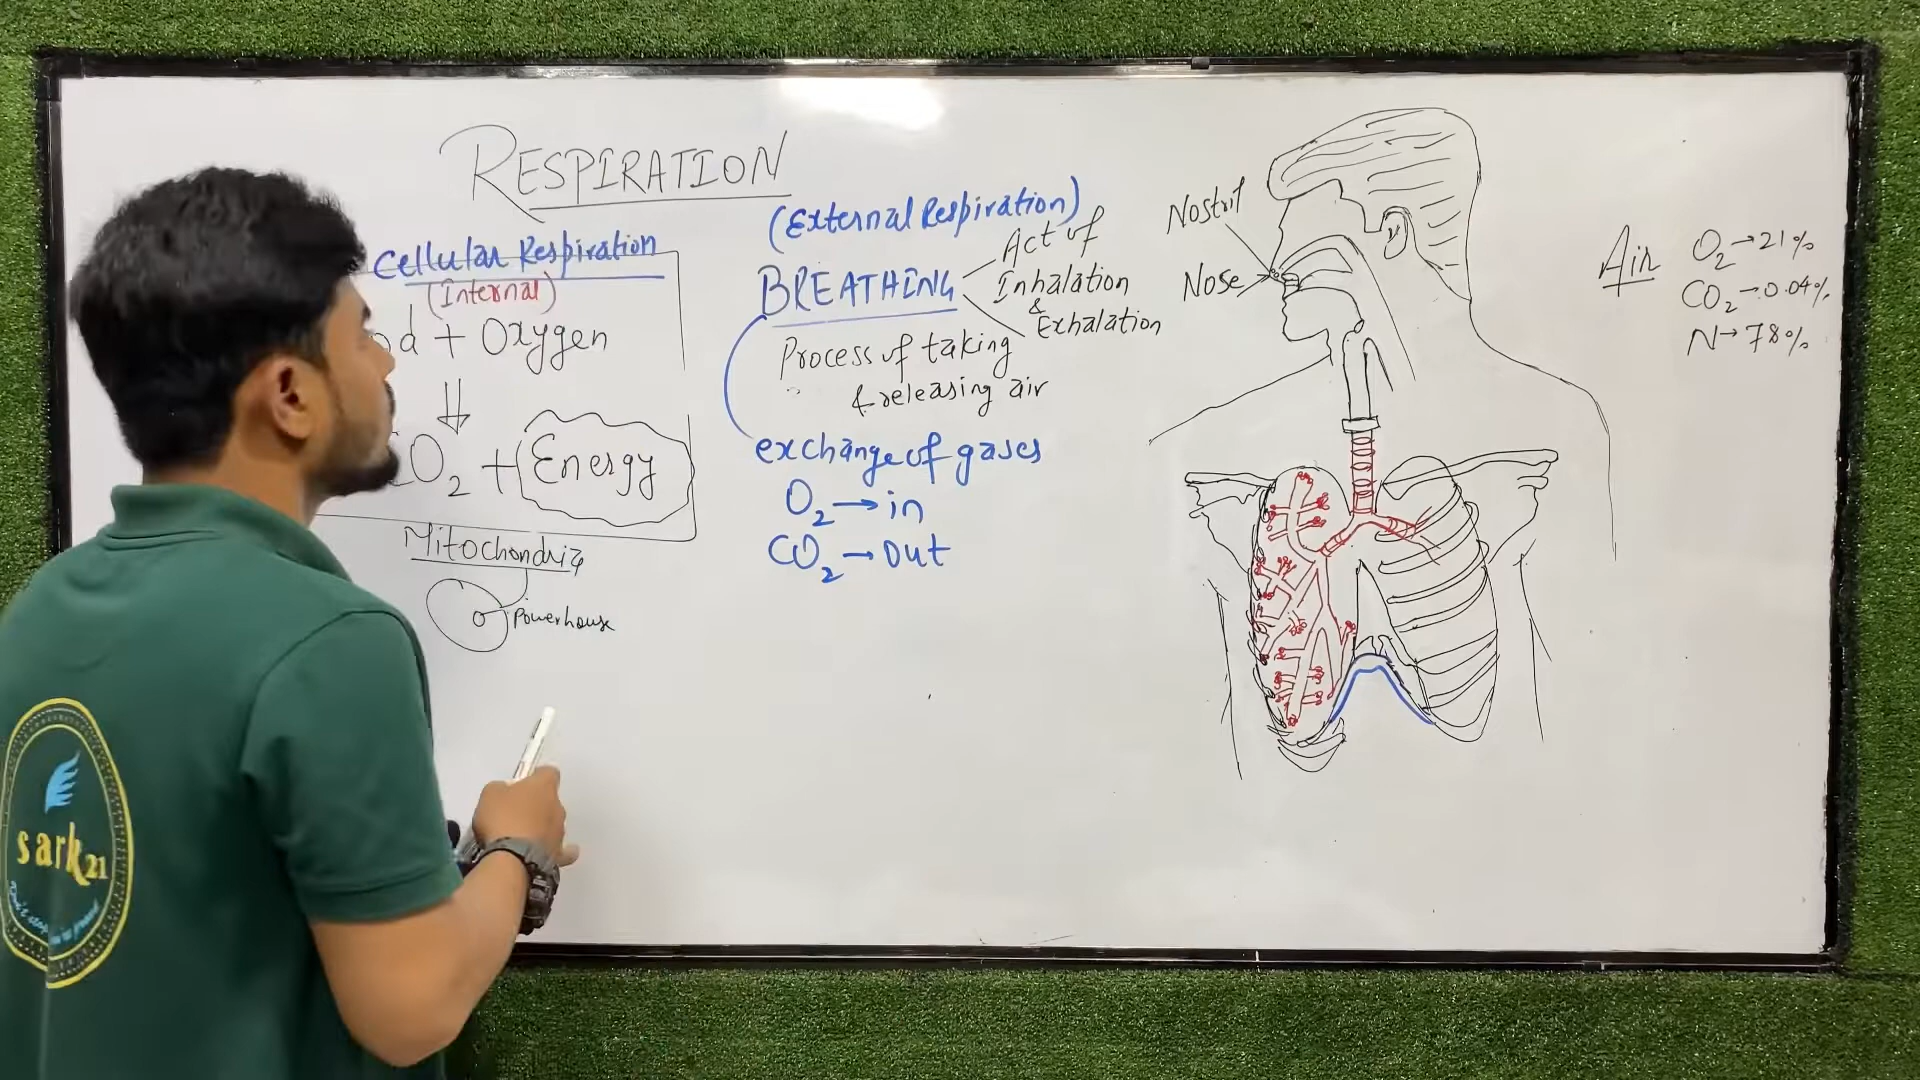 RESPIRATION
Cellular Respiration
(Internal)
od + Oxygen
CO2 + Energy
Mitochondria
Powerhouse
(External Respiration)
BREATHING
Act of
Inhalation
&
Exhalation
Process of taking
& releasing air
exchange of gases
O2 → in
CO2 → out
Nostril
Nose
Air
O2 → 21%
CO2 → 0.04%
N → 78%
sark21